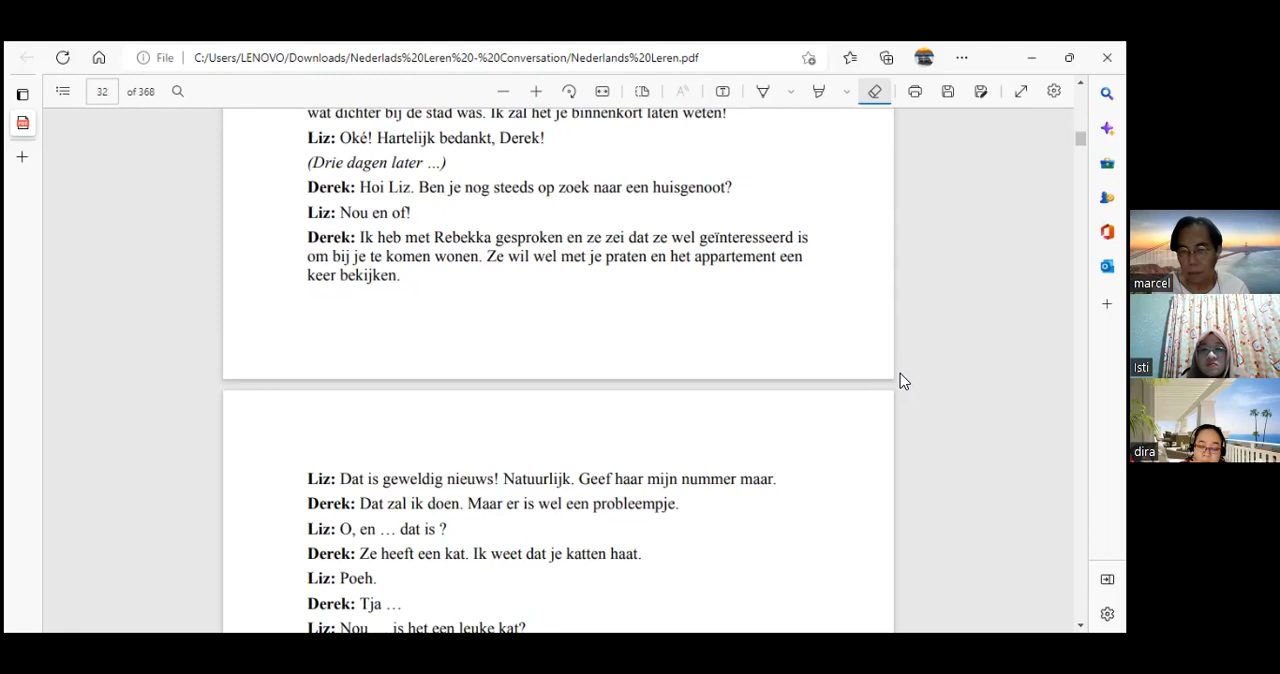 File
C:/Users/LENOVO/Downloads/Nederlads%20Leren%20-%20Conversation/Nederlands%20Leren.pdf
32 of 368
wat dichter bij de stad was. Ik zal het je binnenkort laten weten!
Liz: Oké! Hartelijk bedankt, Derek!
(Drie dagen later ...)
Derek: Hoi Liz. Ben je nog steeds op zoek naar een huisgenoot?
Liz: Nou en of!
Derek: Ik heb met Rebekka gesproken en ze zei dat ze wel geïnteresseerd is
om bij je te komen wonen. Ze wil wel met je praten en het appartement een
keer bekijken.
Liz: Dat is geweldig nieuws! Natuurlijk. Geef haar mijn nummer maar.
Derek: Dat zal ik doen. Maar er is wel een probleempje.
Liz: O, en … dat is ?
Derek: Ze heeft een kat. Ik weet dat je katten haat.
Liz: Poeh.
Derek: Tja …
Liz: Nou … is het een leuke kat?
marcel
Isti
dira